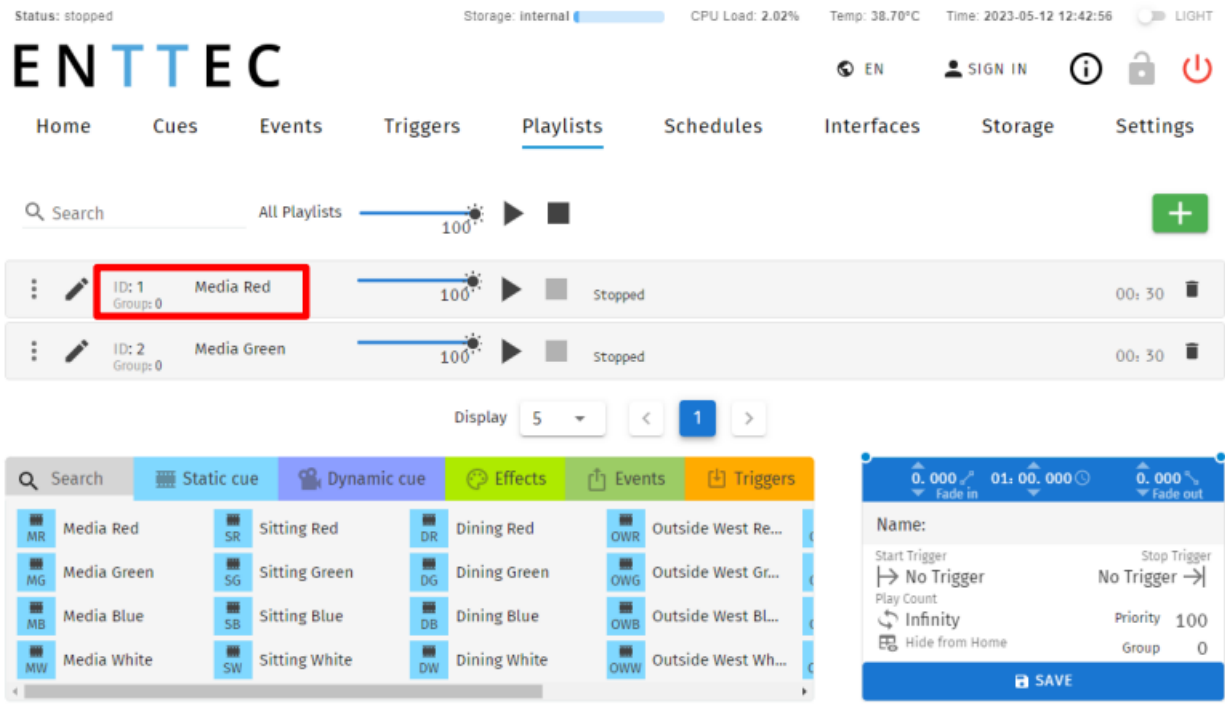 Status: stopped Storage: internal CPU Load: 2.02% Temp: 38.70°C Time: 2023-05-12 12:42:56 LIGHT
ENTTEC
EN SIGN IN
Home Cues Events Triggers Playlists Schedules Interfaces Storage Settings
Search All Playlists 100
ID: 1 Media Red 100 Stopped 00: 30
Group: 0
ID: 2 Media Green 100 Stopped 00: 30
Group: 0
Display 5 < 1 >
Search Static cue Dynamic cue Effects Events Triggers
MR Media Red SR Sitting Red DR Dining Red OWR Outside West Re...
MG Media Green SG Sitting Green DG Dining Green OWG Outside West Gr...
MB Media Blue SB Sitting Blue DB Dining Blue OWB Outside West Bl...
MW Media White SW Sitting White DW Dining White OWW Outside West Wh...
0. 000 01: 00. 000 0. 000
Fade in Fade out
Name:
Start Trigger Stop Trigger
No Trigger No Trigger
Play Count
Infinity Priority 100
Hide from Home Group 0
SAVE